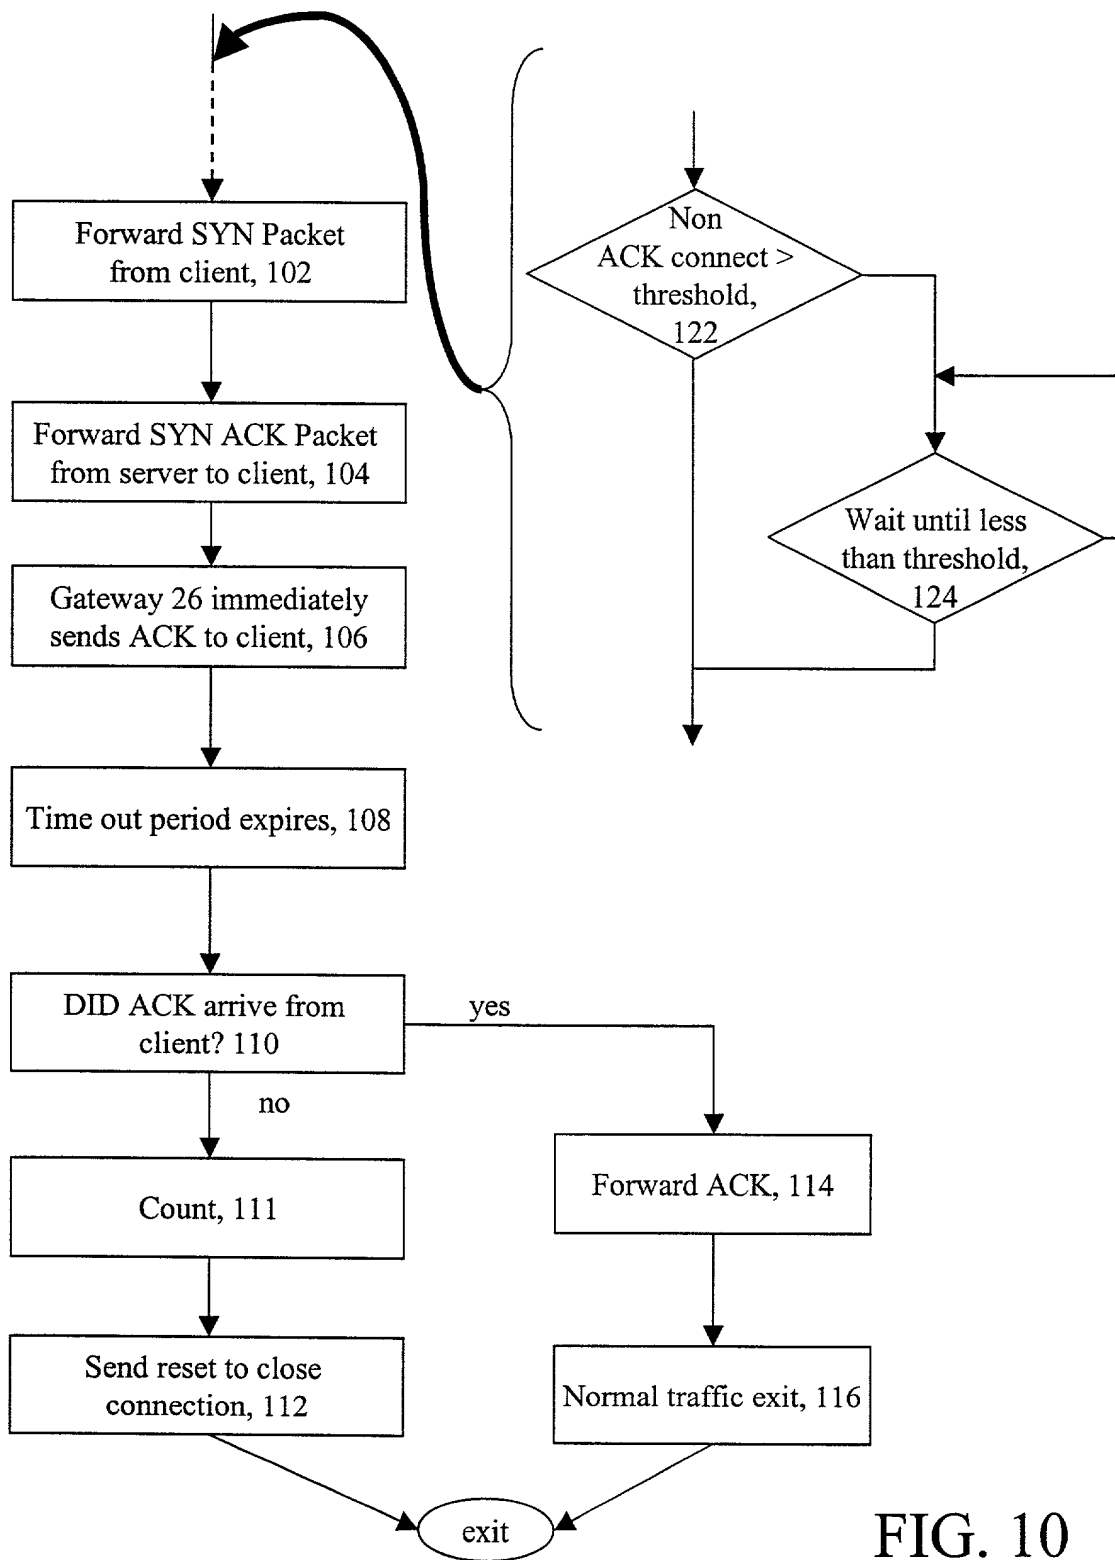 Forward SYN Packet
from client, 102
Forward SYN ACK Packet
from server to client, 104
Gateway 26 immediately
sends ACK to client, 106
Time out period expires, 108
DID ACK arrive from
client? 110
yes
no
Count, 111
Send reset to close
connection, 112
Forward ACK, 114
Normal traffic exit, 116
exit
Non
ACK connect >
threshold,
122
Wait until less
than threshold,
124
FIG. 10